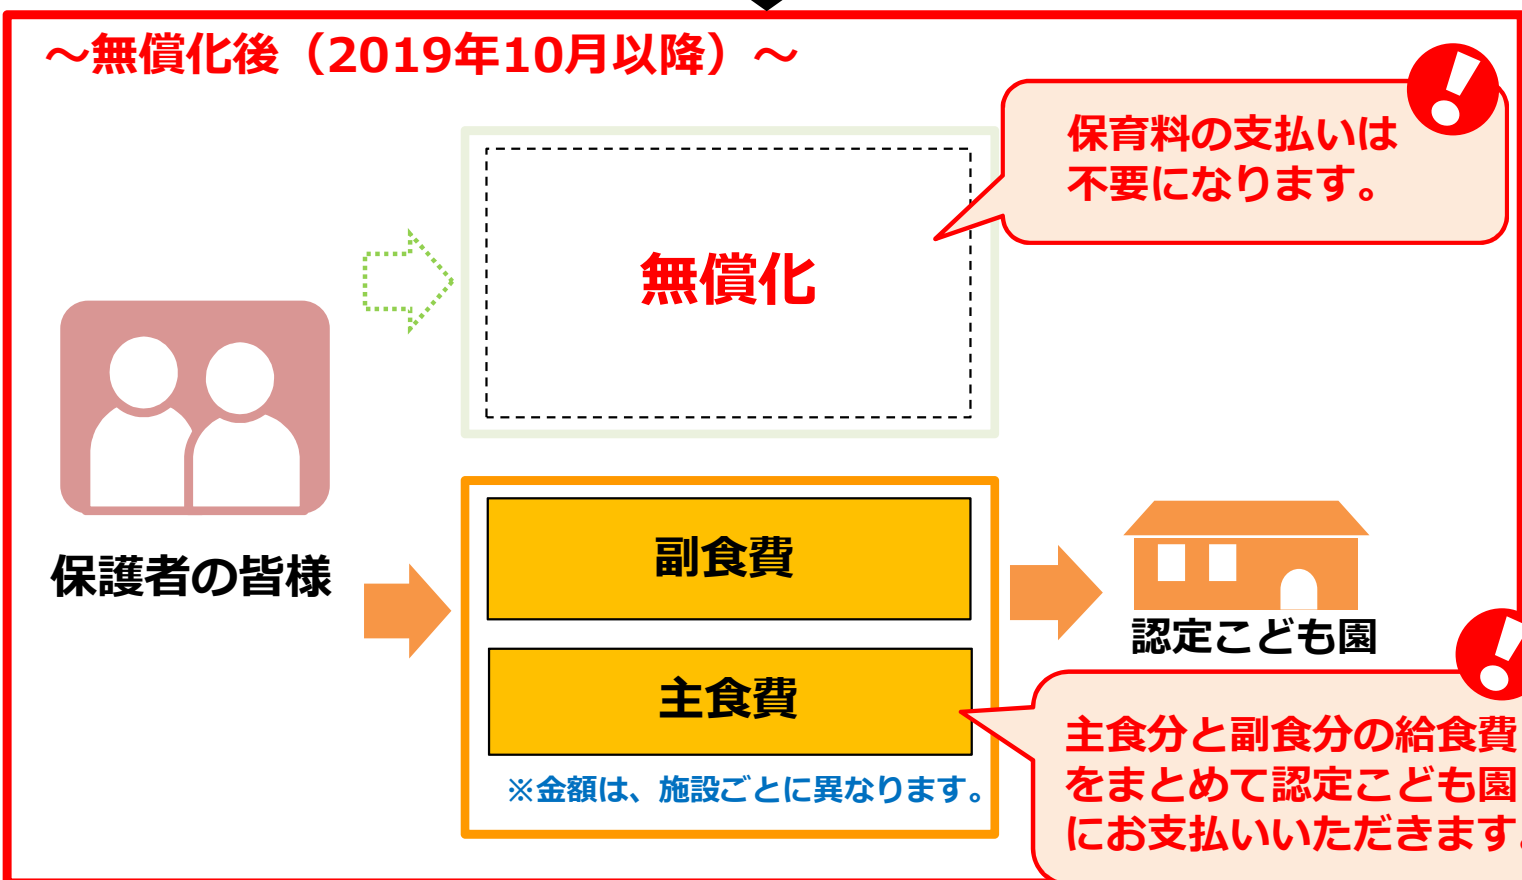 ～無償化後（2019年10月以降）～
保育料の支払いは
不要になります。
無償化
保護者の皆様
副食費
主食費
※金額は、施設ごとに異なります。
認定こども園
主食分と副食分の給食費
をまとめて認定こども園
にお支払いいただきます。